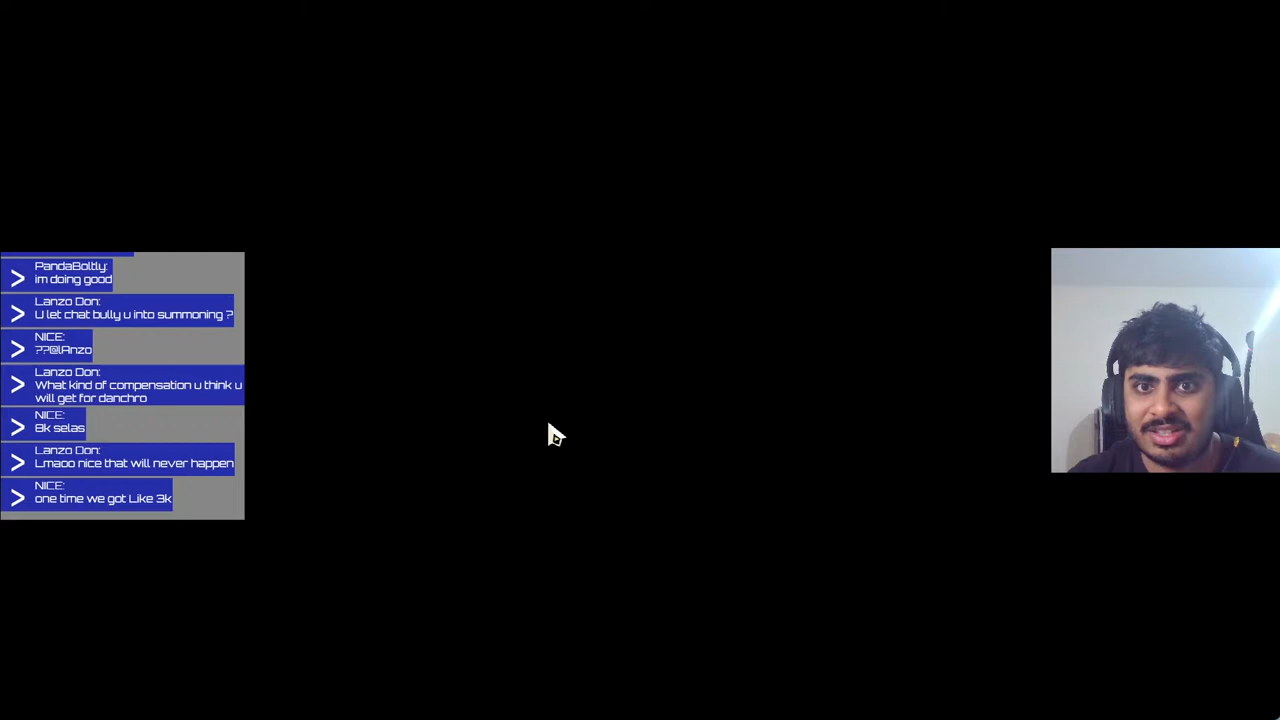 PandaBoltly:
> im doing good
Lanzo Don:
> U let chat bully u into summoning ?
NICE:
> ??@lAnzo
Lanzo Don:
> What kind of compensation u think u
will get for danchro
NICE:
> 8k selas
Lanzo Don:
> Lmaoo nice that will never happen
NICE:
> one time we got Like 3k